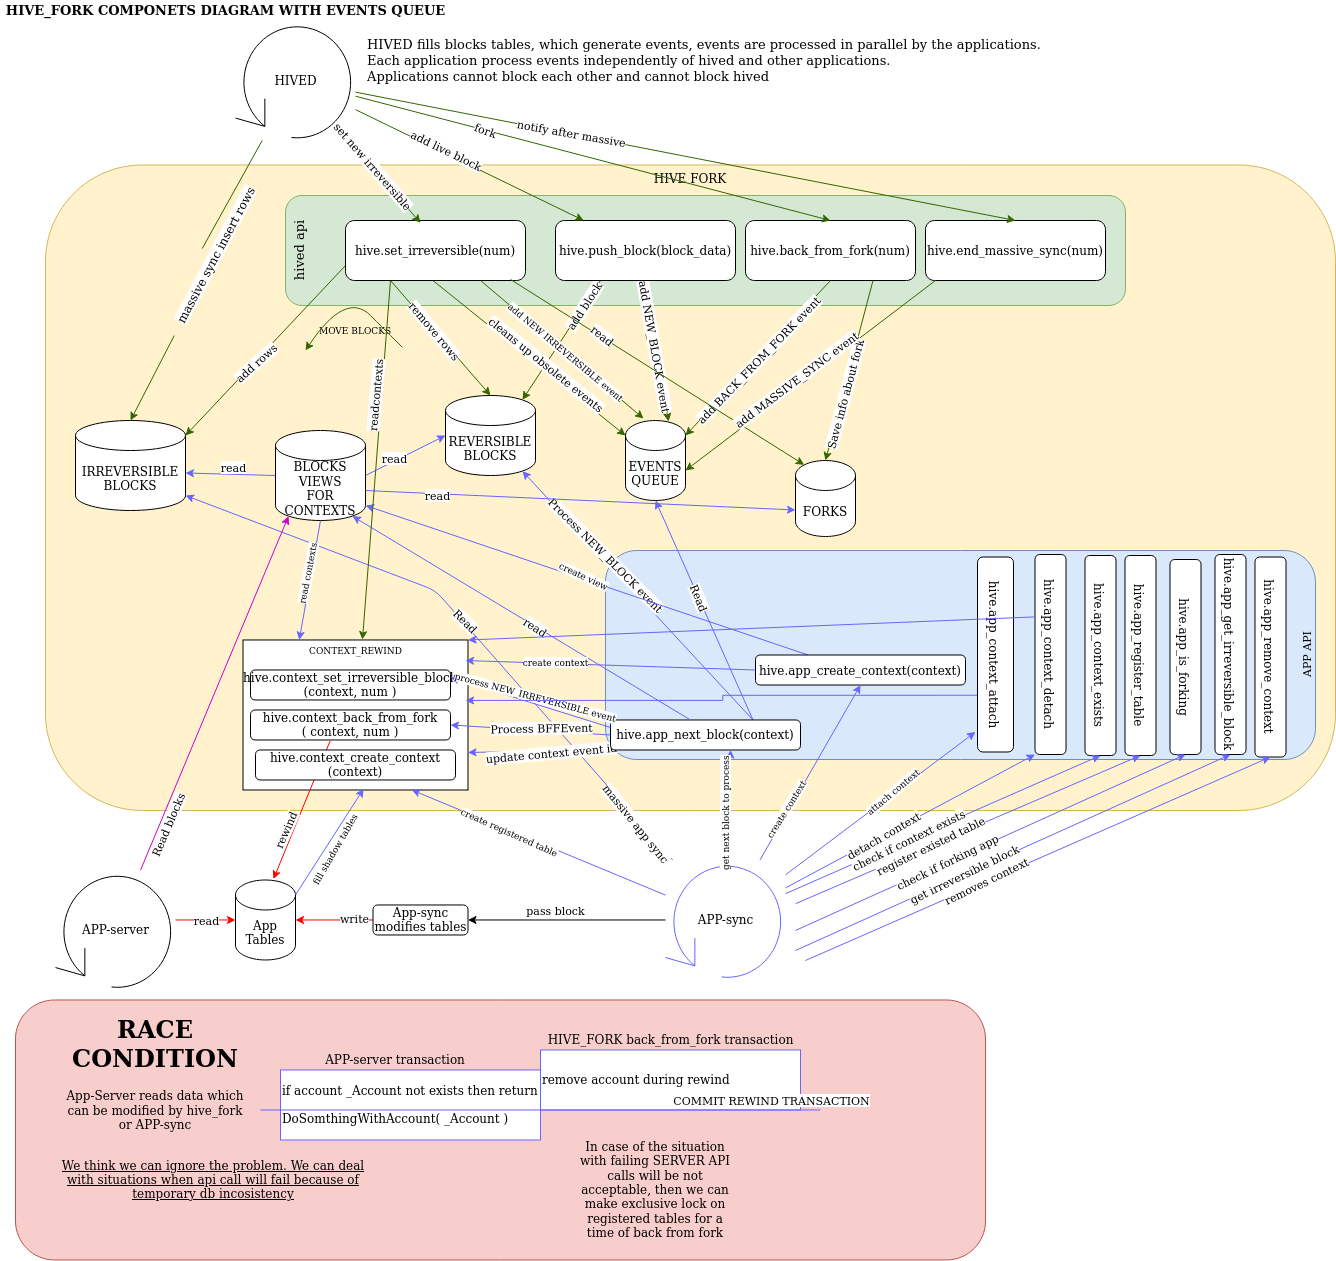 HIVE_FORK COMPONETS DIAGRAM WITH EVENTS QUEUE
HIVED
HIVED fills blocks tables, which generate events, events are processed in parallel by the applications.
Each application process events independently of hived and other applications.
Applications cannot block each other and cannot block hived
set new irreversible
add live block
fork
notify after massive
massive sync insert rows
HIVE FORK
hived api
hive.set_irreversible(num)
hive.push_block(block_data)
hive.back_from_fork(num)
hive.end_massive_sync(num)
MOVE BLOCKS
add rows
readcontexts
remove rows
cleans up obsolete events
add NEW IRREVERSIBLE event
read
add block
add NEW_BLOCK event
add BACK_FROM_FORK event
add MASSIVE_SYNC event
Save info about fork
IRREVERSIBLE
BLOCKS
read
BLOCKS
VIEWS
FOR
CONTEXTS
read
REVERSIBLE
BLOCKS
read
EVENTS
QUEUE
FORKS
Process NEW_BLOCK event
create view
Read
read contexts
Read
read
APP API
hive.app_context_attach
hive.app_context_detach
hive.app_context_exists
hive.app_register_table
hive.app_is_forking
hive.app_get_irreversible_block
hive.app_remove_context
CONTEXT_REWIND
hive.context_set_irreversible_block
(context, num )
hive.context_back_from_fork
( context, num )
hive.context_create_context
(context)
create context
process NEW_IRREVERSIBLE event
Process BFFEvent
update context event id
hive.app_create_context(context)
hive.app_next_block(context)
massive app sync
get next block to process
create context
attach context
detach context
check if context exists
register existed table
check if forking app
get irreversible block
removes context
Read blocks
rewind
fill shadow tables
create registered table
APP-server
read
App
Tables
write
App-sync
modifies tables
pass block
APP-sync
RACE
CONDITION
App-Server reads data which
can be modified by hive_fork
or APP-sync
We think we can ignore the problem. We can deal
with situations when api call will fail because of
temporary db incosistency
APP-server transaction
if account _Account not exists then return
DoSomthingWithAccount( _Account )
HIVE_FORK back_from_fork transaction
remove account during rewind
COMMIT REWIND TRANSACTION
In case of the situation
with failing SERVER API
calls will be not
acceptable, then we can
make exclusive lock on
registered tables for a
time of back from fork